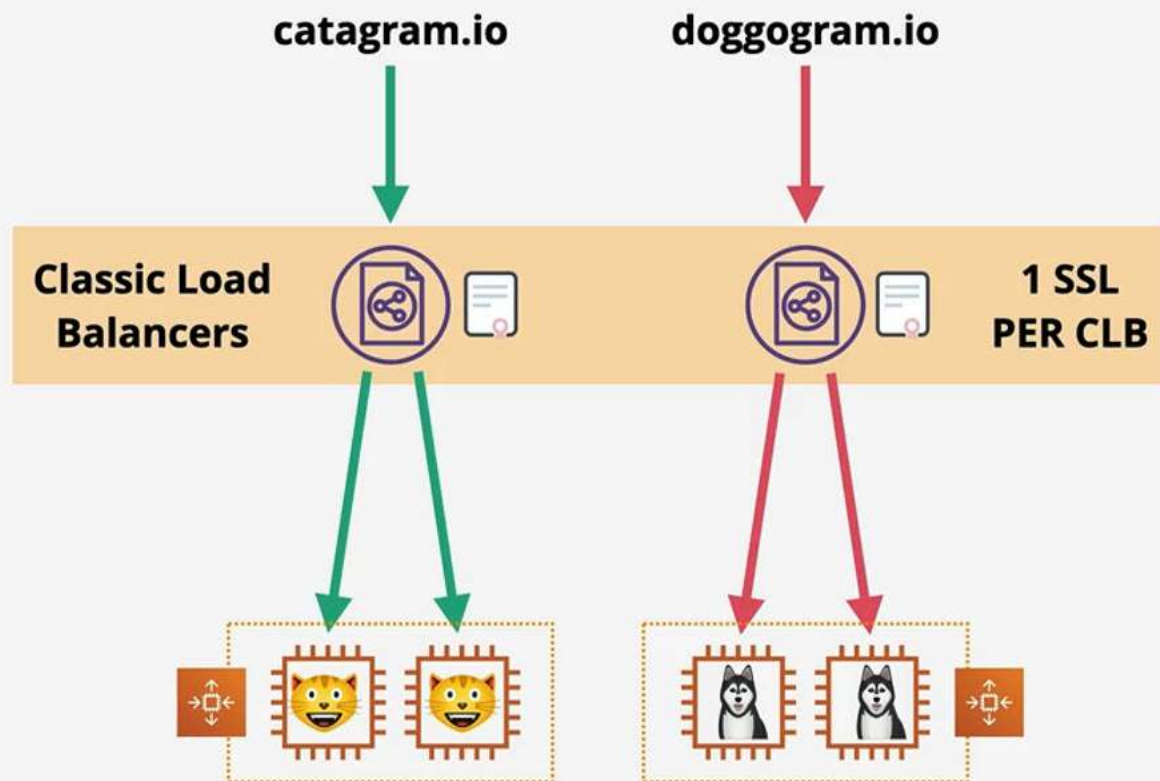 catagram.io
doggogram.io
Classic Load
Balancers
1 SSL
PER CLB